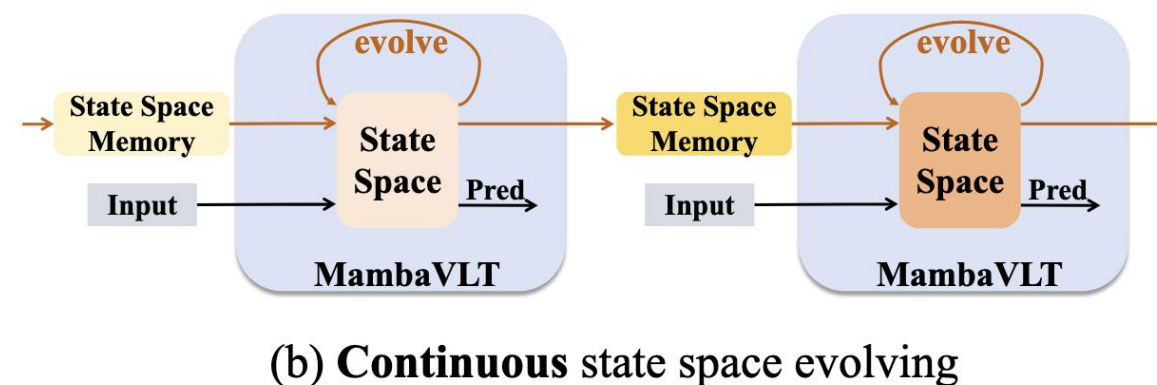 evolve
State Space
Memory
State
Space
Input
Pred
MambaVLT
evolve
State Space
Memory
State
Space
Input
Pred
MambaVLT
(b) Continuous state space evolving